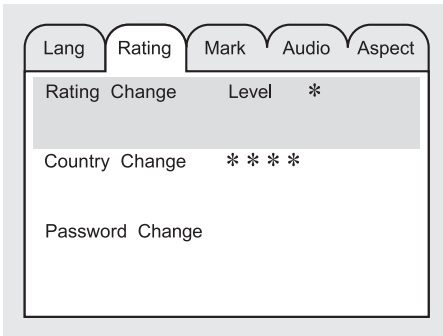 Lang Rating Mark Audio Aspect
Rating Change Level *
Country Change * * * *
Password Change